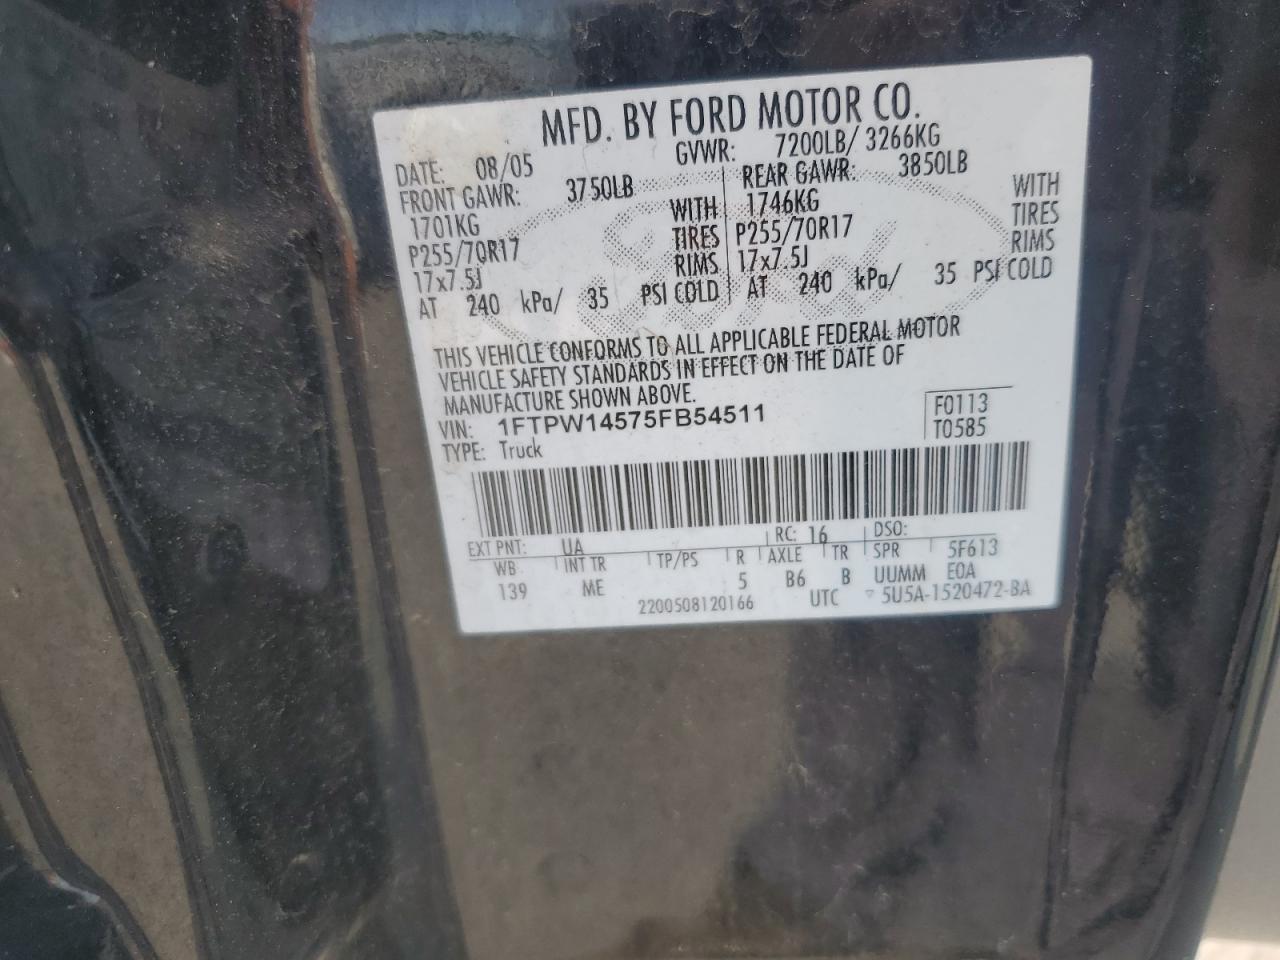 MFD. BY FORD MOTOR CO.
DATE: 08/05 GVWR: 7200LB/ 3266KG
FRONT GAWR: 3750LB REAR GAWR: 3850LB
1701KG WITH 1746KG WITH
P255/70R17 TIRES P255/70R17 TIRES
17x7.5J RIMS 17x7.5J RIMS
AT 240 kPa/ 35 PSI COLD AT 240 kPa/ 35 PSI COLD
THIS VEHICLE CONFORMS TO ALL APPLICABLE FEDERAL MOTOR
VEHICLE SAFETY STANDARDS IN EFFECT ON THE DATE OF
MANUFACTURE SHOWN ABOVE.
VIN: 1FTPW14575FB54511 F0113
TYPE: Truck T0585
EXT PNT: UA RC: 16 DSO:
WB INT TR TP/PS R AXLE TR SPR 5F613
139 ME 5 B6 B UUMM E0A
2200508120166 UTC ▽ 5U5A-1520472-BA